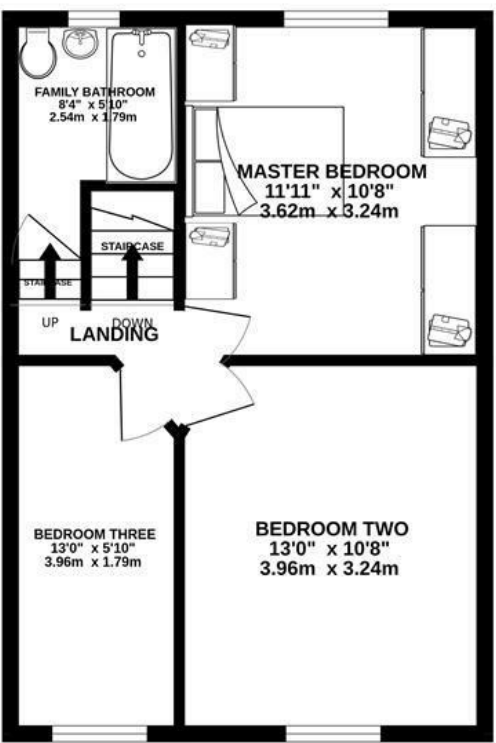 FAMILY BATHROOM
8'4" x 5'10"
2.54m x 1.79m
MASTER BEDROOM
11'11" x 10'8"
3.62m x 3.24m
STAIRCASE
STAIRCASE
UP
DOWN
LANDING
BEDROOM THREE
13'0" x 5'10"
3.96m x 1.79m
BEDROOM TWO
13'0" x 10'8"
3.96m x 3.24m